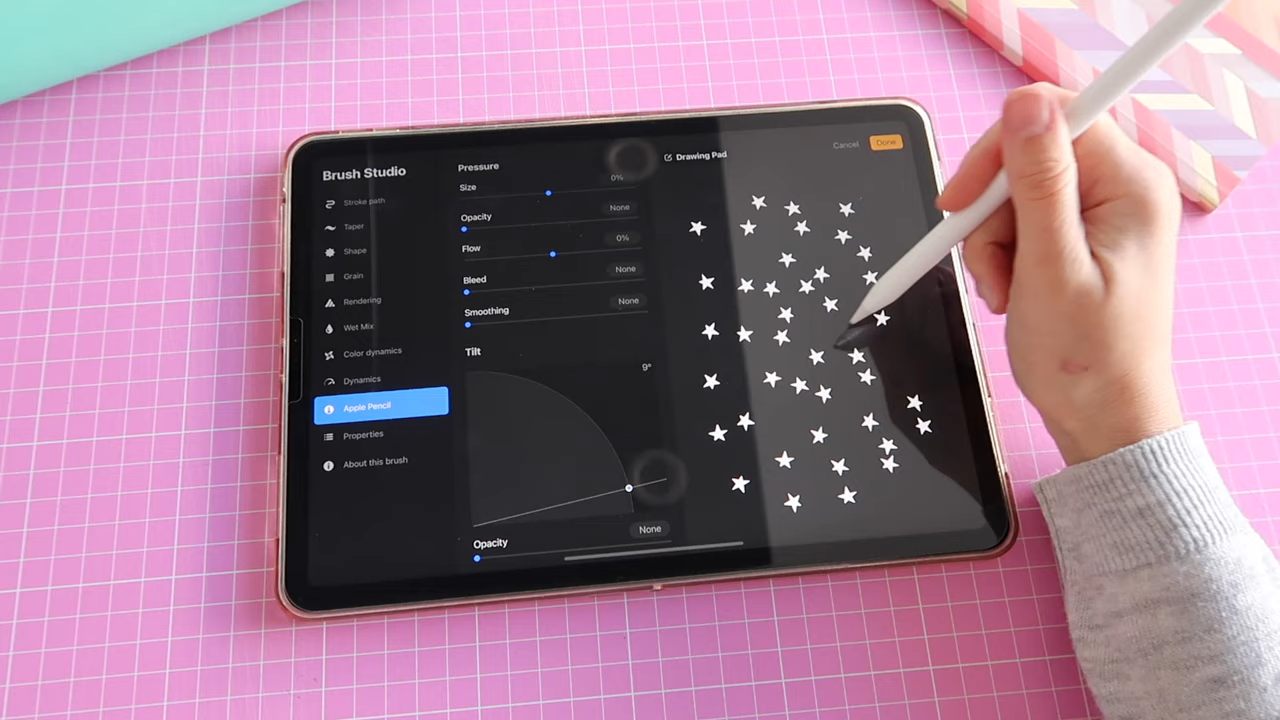 Brush Studio
Stroke path
Taper
Shape
Grain
Rendering
Wet Mix
Color dynamics
Dynamics
Apple Pencil
Properties
About this brush
Pressure
Size
0%
Opacity
None
Flow
0%
Bleed
None
Smoothing
None
Tilt
9°
Opacity
None
Drawing Pad
Cancel
Done